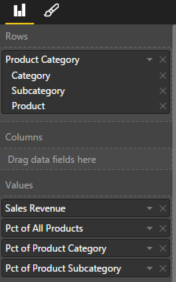 Rows
Product Category
Category
Subcategory
Product
Columns
Drag data fields here
Values
Sales Revenue
Pct of All Products
Pct of Product Category
Pct of Product Subcategory